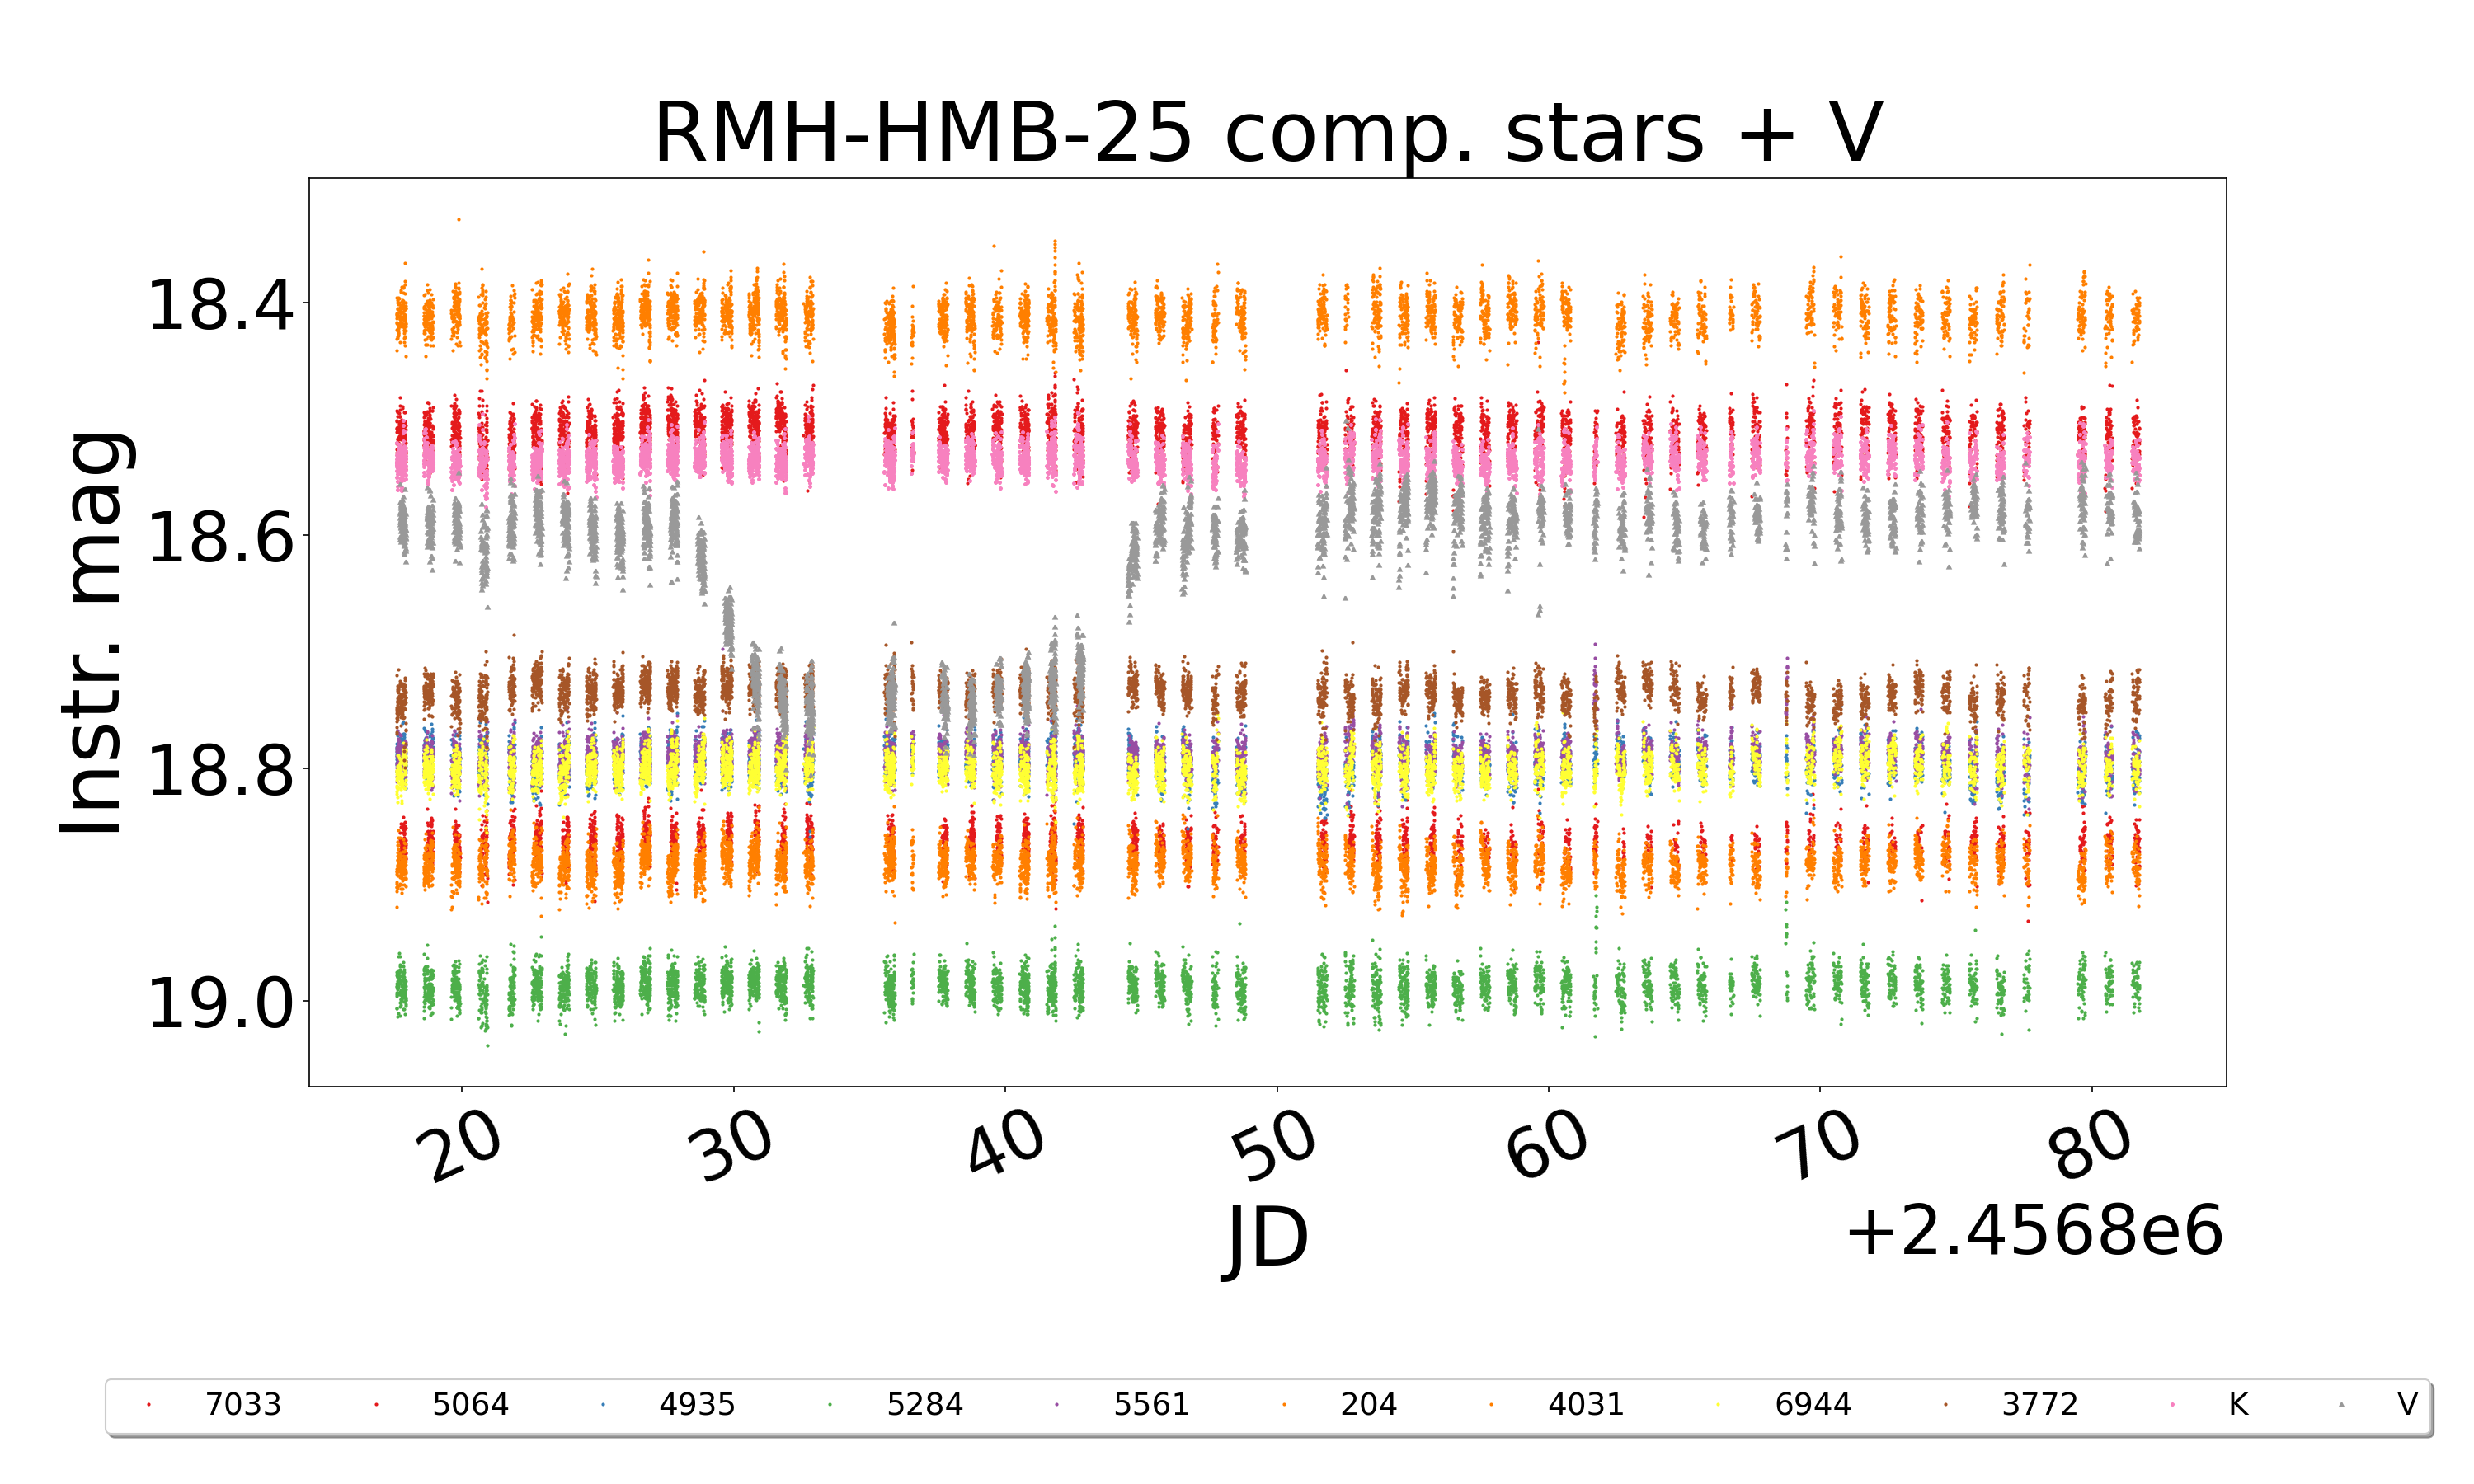 RMH-HMB-25 comp. stars + V
Instr. mag
18.4
18.6
18.8
19.0
20 30 40 50 60 70 80
JD
+2.4568e6
7033 5064 4935 5284 5561 204 4031 6944 3772 K V